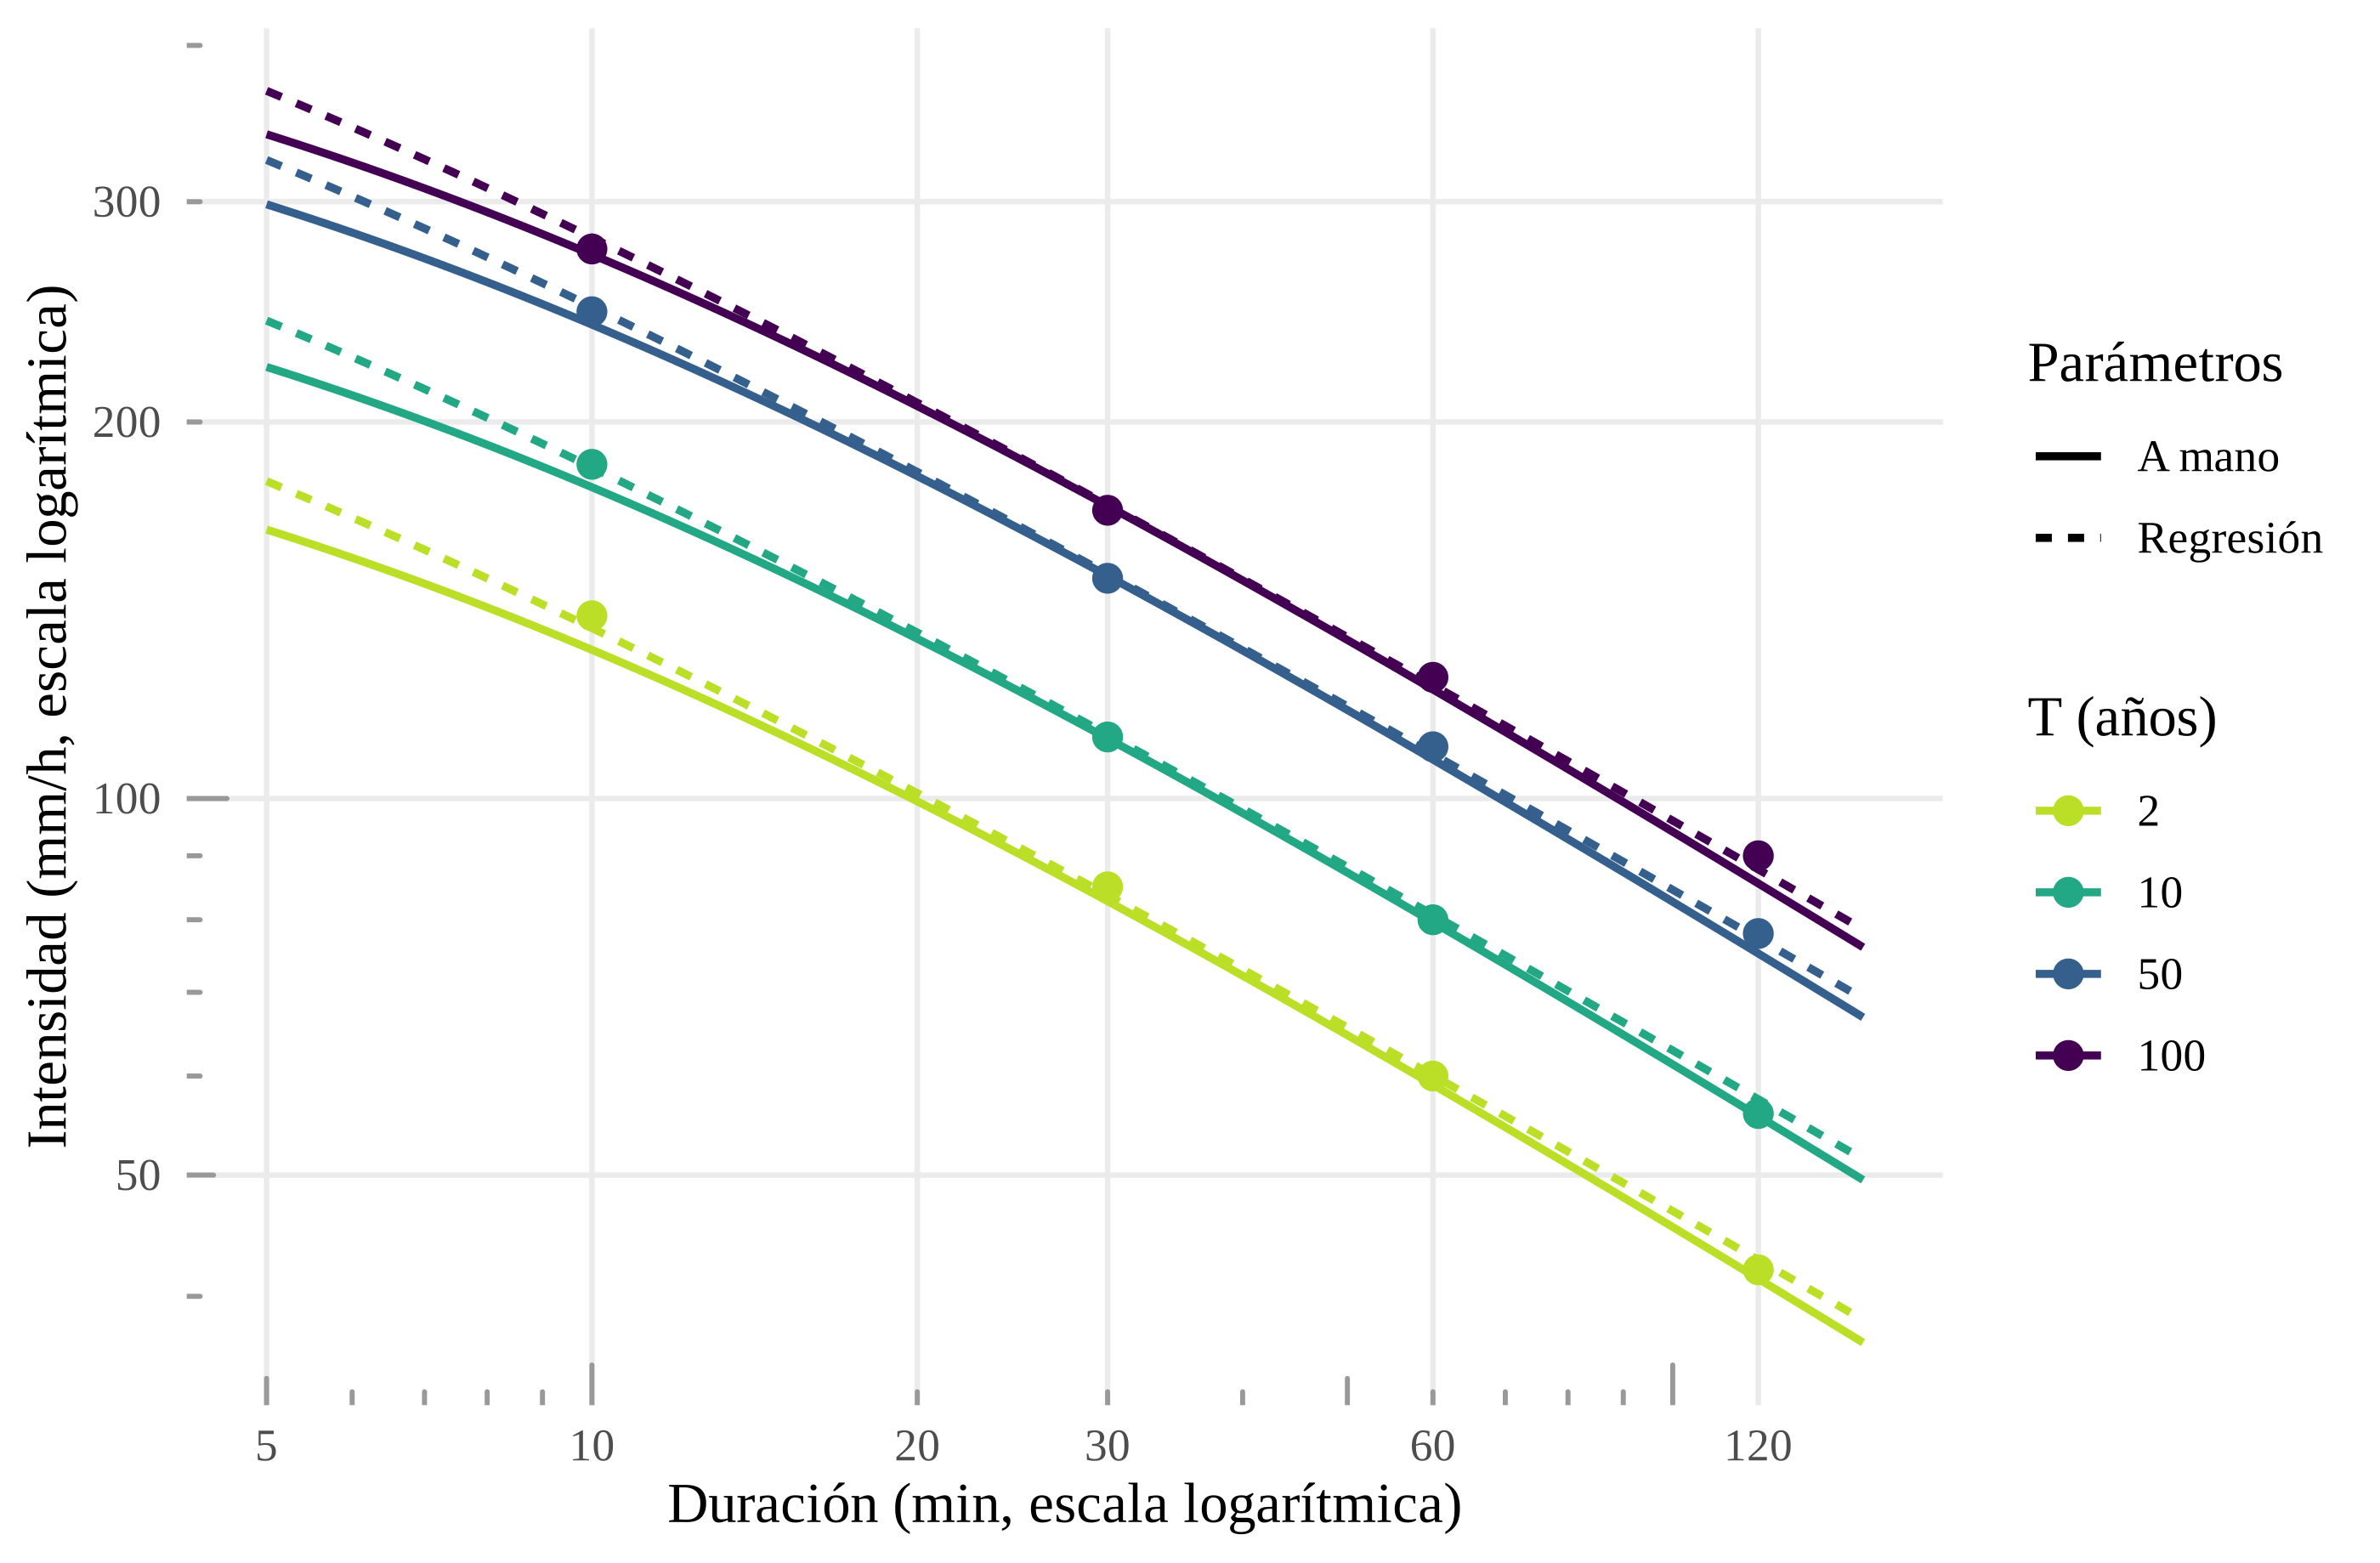 Intensidad (mm/h, escala logarítmica)
300
200
100
50
5 10 20 30 60 120
Duración (min, escala logarítmica)
Parámetros
A mano
Regresión
T (años)
2
10
50
100